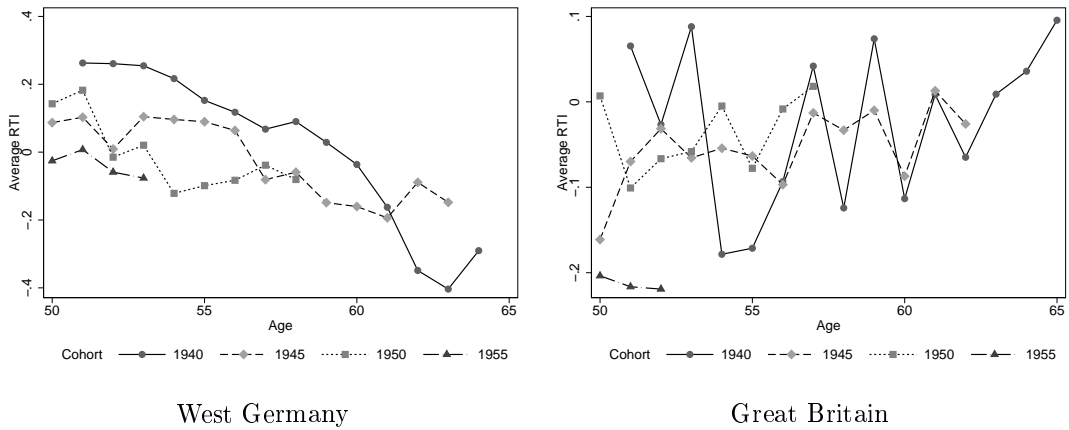 .4
.2
0
-.2
-.4
Average RTI
50 55 60 65
Age
Cohort 1940 1945 1950 1955
West Germany
.1
0
-.1
-.2
Average RTI
50 55 60 65
Age
Cohort 1940 1945 1950 1955
Great Britain